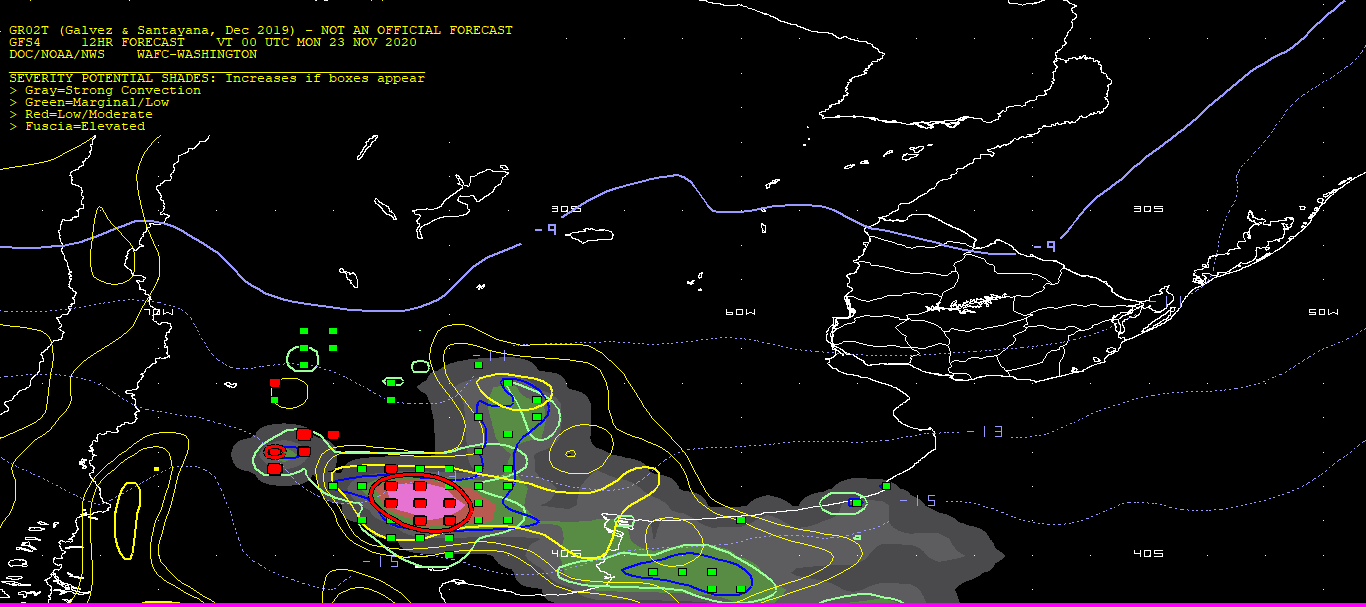 GR02T (Galvez & Santayana, Dec 2019) - NOT AN OFFICIAL FORECAST
GFS4 12HR FORECAST VT 00 UTC MON 23 NOV 2020
DOC/NOAA/NWS WAFC-WASHINGTON
SEVERITY POTENTIAL SHADES: Increases if boxes appear
> Gray=Strong Convection
> Green=Marginal/Low
> Red=Low/Moderate
> Fuscia=Elevated
30S 30S
-9 -9
70W 60W 50W
-11
-11
-13
-15
40S 40S
-15